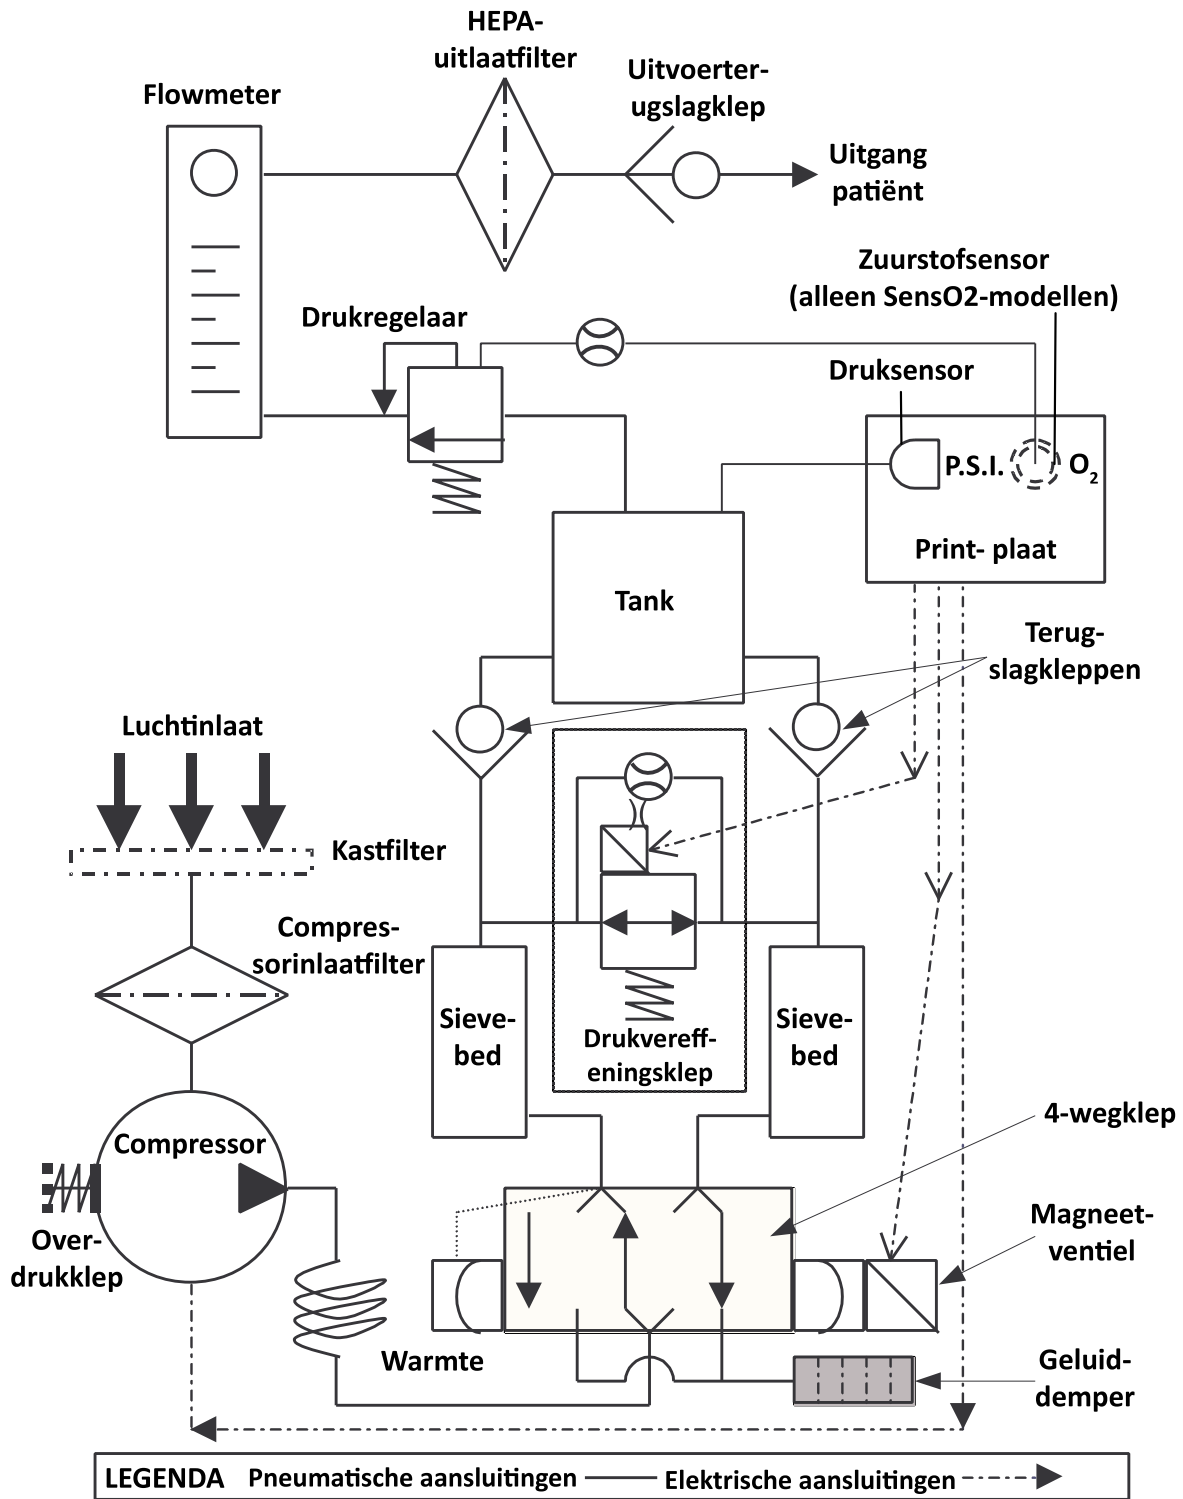 HEPA-
uitlaatfilter
Uitvoerter-
ugslagklep
Flowmeter
Uitgang
patiënt
Zuurstofsensor
(alleen SensO2-modellen)
Drukregelaar
Druksensor
P.S.I.
O2
Print- plaat
Tank
Terug-
slagkleppen
Luchtinlaat
Kastfilter
Compres-
sorinlaatfilter
Sieve-
bed
Drukvereff-
eningsklep
Sieve-
bed
4-wegklep
Compressor
Magneet-
ventiel
Over-
drukklep
Warmte
Geluid-
demper
LEGENDA Pneumatische aansluitingen Elektrische aansluitingen